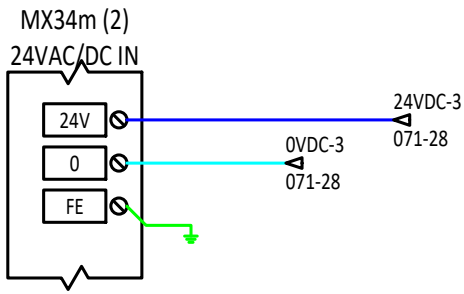 MX34m (2)
24VAC/DC IN
24V
24VDC-3
071-28
0
0VDC-3
071-28
FE